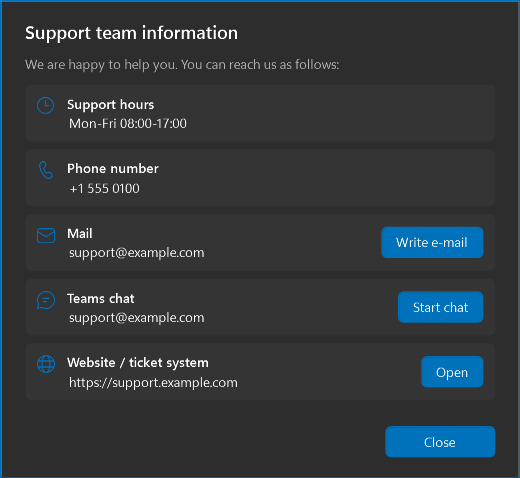 Support team information
We are happy to help you. You can reach us as follows:
Support hours
Mon-Fri 08:00-17:00
Phone number
+1 555 0100
Mail
support@example.com
Write e-mail
Teams chat
support@example.com
Start chat
Website / ticket system
https://support.example.com
Open
Close